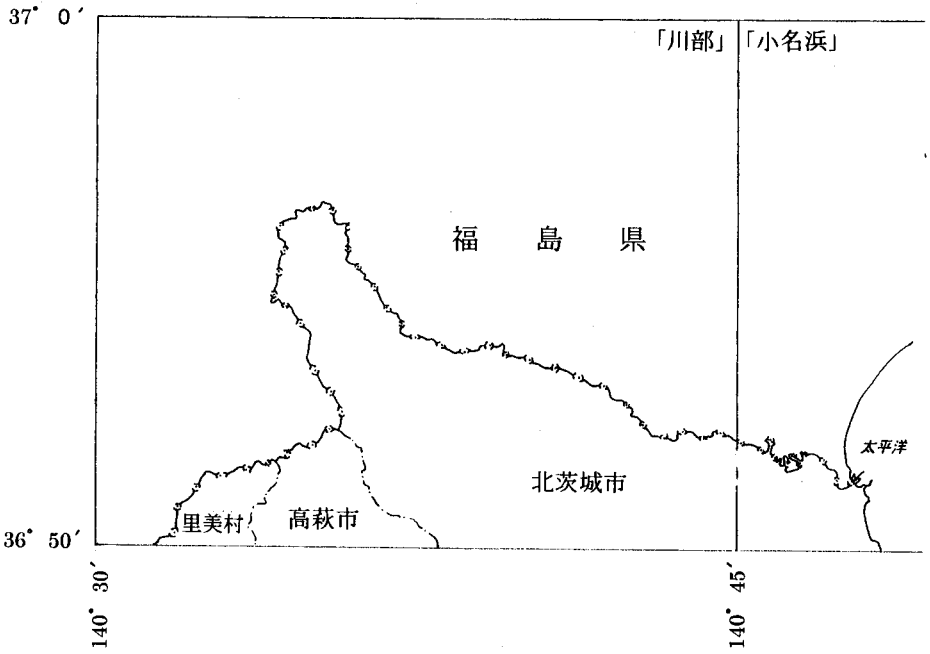 37° 0′
「川部」「小名浜」
福島県
太平洋
北茨城市
里美村
高萩市
36° 50′
140° 30′
140° 45′